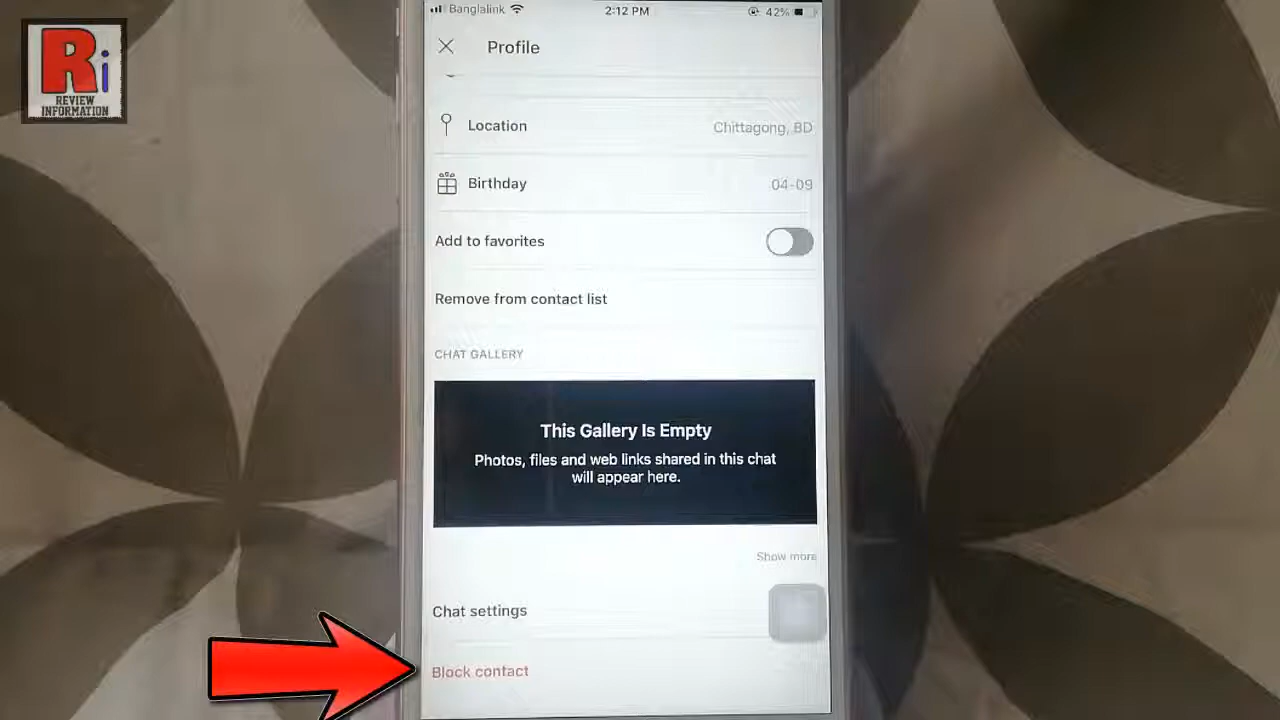 Ri
REVIEW
INFORMATION
Banglalink 2:12 PM 42%
Profile
Location Chittagong, BD
Birthday 04-09
Add to favorites
Remove from contact list
CHAT GALLERY
This Gallery Is Empty
Photos, files and web links shared in this chat
will appear here.
Show more
Chat settings
Block contact